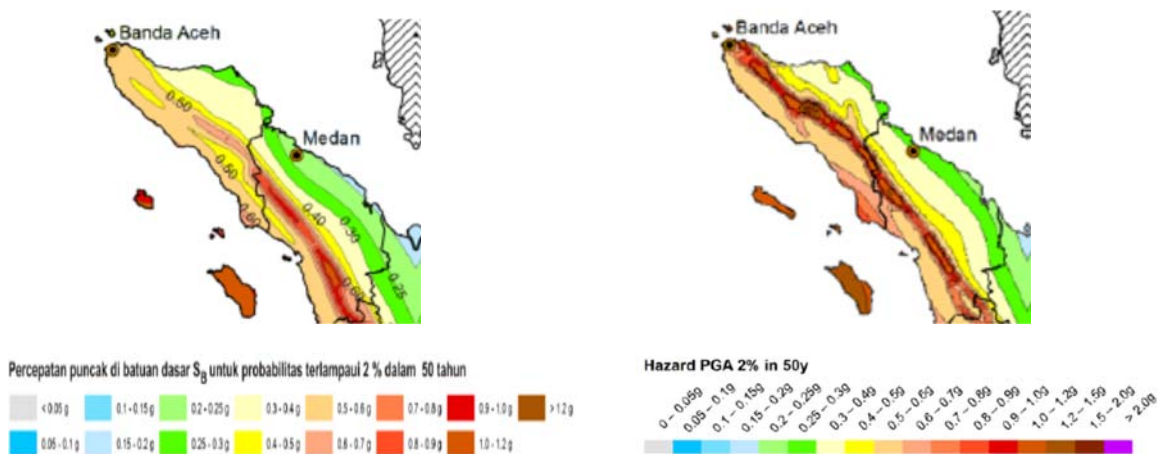 Banda Aceh
0.50
Medan
0.50
0.60
0.40
0.30
0.25
0.60
Banda Aceh
Medan
Percepatan puncak di batuan dasar SB untuk probabilitas terlampaui 2 % dalam 50 tahun
< 0.05 g
0.1 - 0.15 g
0.2 - 0.25 g
0.3 - 0.4 g
0.5 - 0.6 g
0.7 - 0.8 g
0.9 - 1.0 g
> 1.2 g
0.05 - 0.1 g
0.15 - 0.2 g
0.25 - 0.3 g
0.4 - 0.5 g
0.6 - 0.7 g
0.8 - 0.9 g
1.0 - 1.2 g
Hazard PGA 2% in 50y
0 - 0.05g
0.05 - 0.1g
0.1 - 0.15g
0.15 - 0.2g
0.2 - 0.25g
0.25 - 0.3g
0.3 - 0.4g
0.4 - 0.5g
0.5 - 0.6g
0.6 - 0.7g
0.7 - 0.8g
0.8 - 0.9g
0.9 - 1.0g
1.0 - 1.2g
1.2 - 1.5g
1.5 - 2.0g
> 2.0g